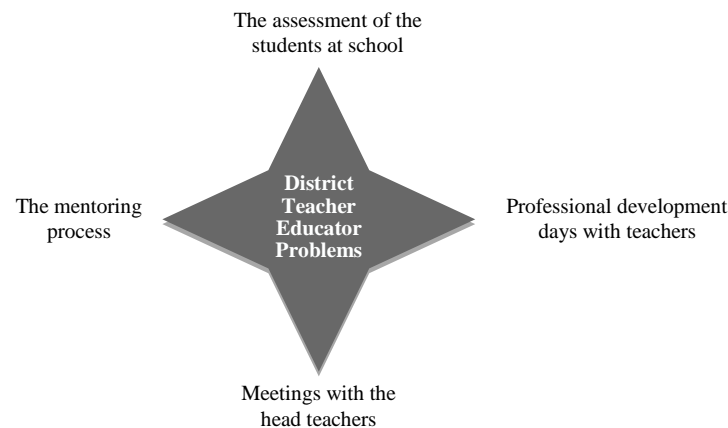 The assessment of the
students at school
District
Teacher
Educator
Problems
The mentoring
process
Professional development
days with teachers
Meetings with the
head teachers